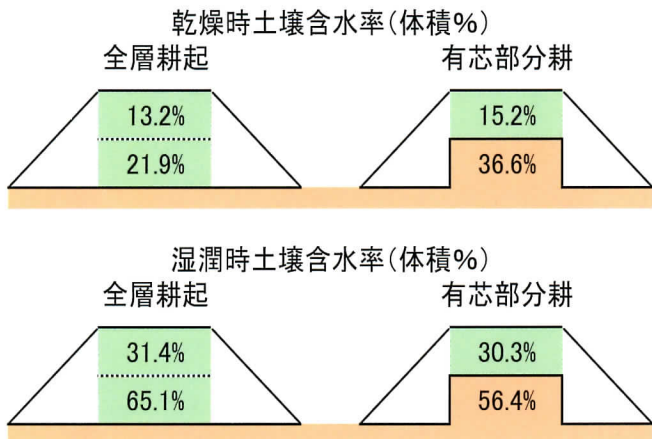 乾燥時土壌含水率(体積%)
全層耕起 有芯部分耕
13.2% 15.2%
21.9% 36.6%
湿潤時土壌含水率(体積%)
全層耕起 有芯部分耕
31.4% 30.3%
65.1% 56.4%